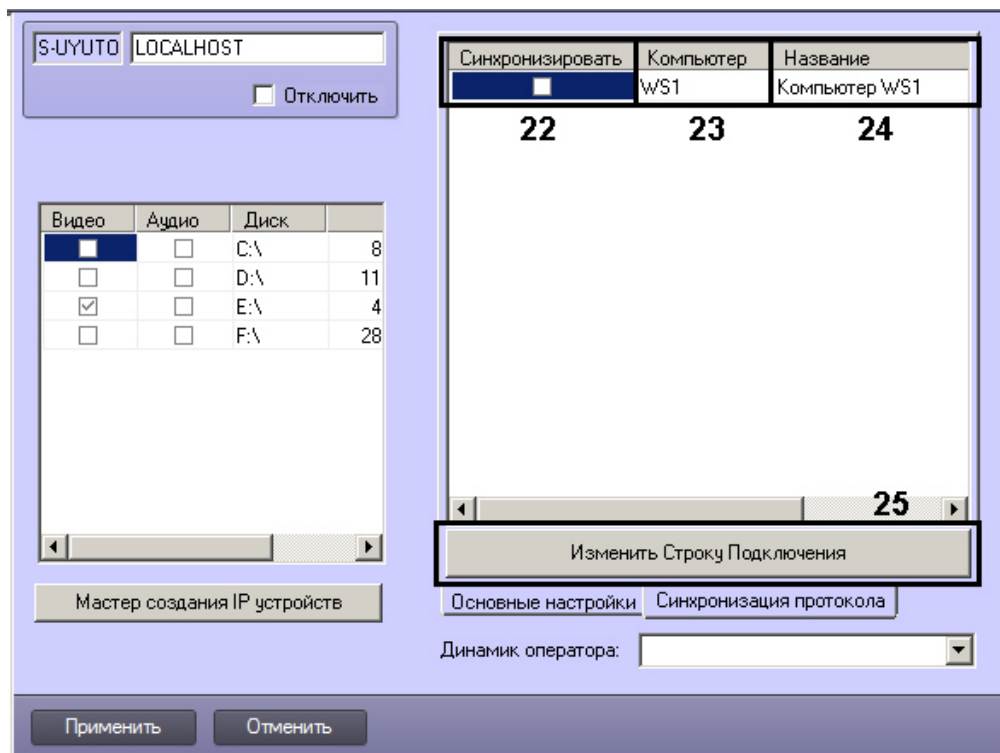 S-UYUTO LOCALHOST
Отключить
Видео Аудио Диск
C:\ 8
D:\ 11
E:\ 4
F:\ 28
Мастер создания IP устройств
Синхронизировать Компьютер Название
WS1 Компьютер WS1
22 23 24
25
Изменить Строку Подключения
Основные настройки Синхронизация протокола
Динамик оператора:
Применить Отменить